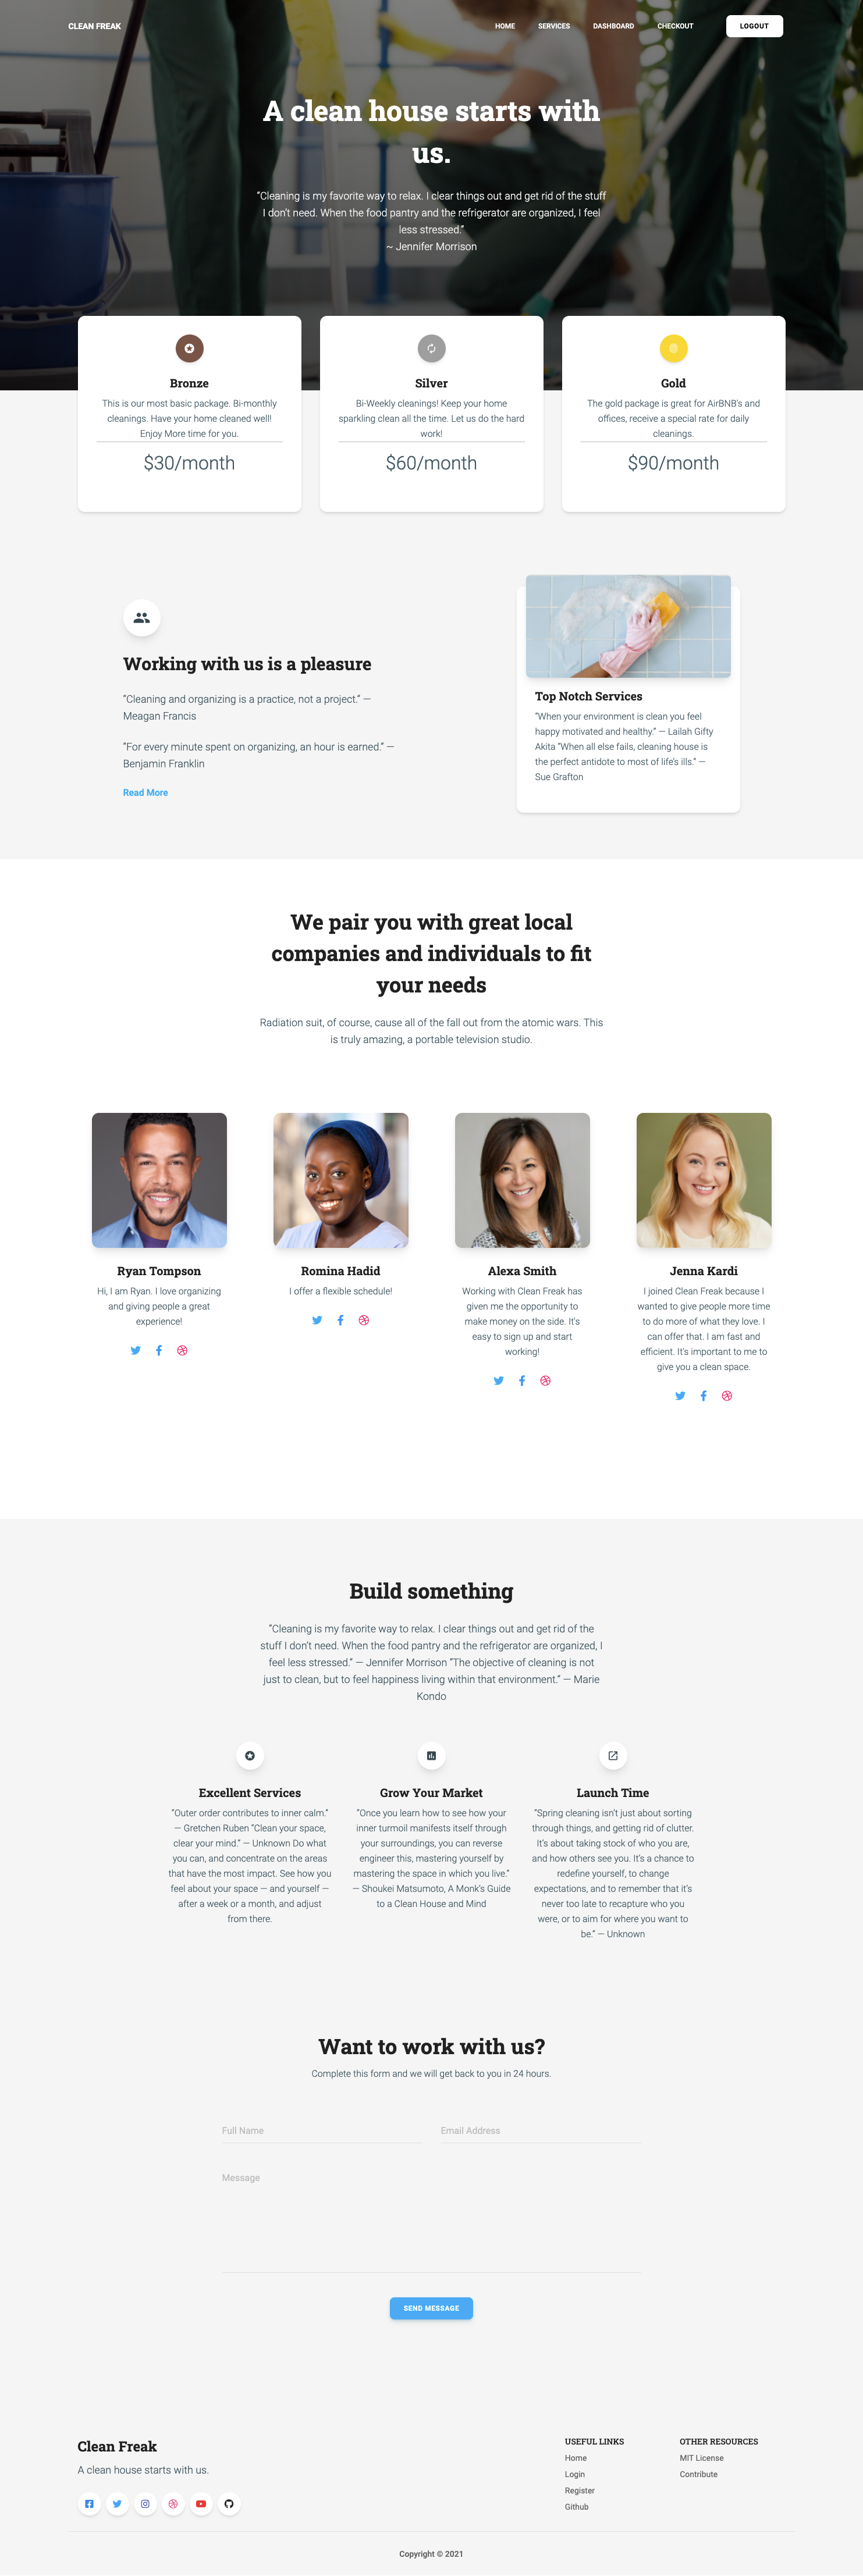 CLEAN FREAK
HOME
SERVICES
DASHBOARD
CHECKOUT
LOGOUT
A clean house starts with
us.
“Cleaning is my favorite way to relax. I clear things out and get rid of the stuff
I don’t need. When the food pantry and the refrigerator are organized, I feel
less stressed.”
~ Jennifer Morrison
Bronze
This is our most basic package. Bi-monthly
cleanings. Have your home cleaned well!
Enjoy More time for you.
$30/month
Silver
Bi-Weekly cleanings! Keep your home
sparkling clean all the time. Let us do the hard
work!
$60/month
Gold
The gold package is great for AirBNB's and
offices, receive a special rate for daily
cleanings.
$90/month
Working with us is a pleasure
“Cleaning and organizing is a practice, not a project.” —
Meagan Francis
“For every minute spent on organizing, an hour is earned.” —
Benjamin Franklin
Read More
Top Notch Services
“When your environment is clean you feel
happy motivated and healthy.” — Lailah Gifty
Akita “When all else fails, cleaning house is
the perfect antidote to most of life’s ills.” —
Sue Grafton
We pair you with great local
companies and individuals to fit
your needs
Radiation suit, of course, cause all of the fall out from the atomic wars. This
is truly amazing, a portable television studio.
Ryan Tompson
Hi, I am Ryan. I love organizing
and giving people a great
experience!
Romina Hadid
I offer a flexible schedule!
Alexa Smith
Working with Clean Freak has
given me the opportunity to
make money on the side. It's
easy to sign up and start
working!
Jenna Kardi
I joined Clean Freak because I
wanted to give people more time
to do more of what they love. I
can offer that. I am fast and
efficient. It's important to me to
give you a clean space.
Build something
“Cleaning is my favorite way to relax. I clear things out and get rid of the
stuff I don’t need. When the food pantry and the refrigerator are organized, I
feel less stressed.” — Jennifer Morrison “The objective of cleaning is not
just to clean, but to feel happiness living within that environment.” — Marie
Kondo
Excellent Services
“Outer order contributes to inner calm.”
— Gretchen Ruben “Clean your space,
clear your mind.” — Unknown Do what
you can, and concentrate on the areas
that have the most impact. See how you
feel about your space — and yourself —
after a week or a month, and adjust
from there.
Grow Your Market
“Once you learn how to see how your
inner turmoil manifests itself through
your surroundings, you can reverse
engineer this, mastering yourself by
mastering the space in which you live.”
— Shoukei Matsumoto, A Monk’s Guide
to a Clean House and Mind
Launch Time
“Spring cleaning isn’t just about sorting
through things, and getting rid of clutter.
It’s about taking stock of who you are,
and how others see you. It’s a chance to
redefine yourself, to change
expectations, and to remember that it’s
never too late to recapture who you
were, or to aim for where you want to
be.” — Unknown
Want to work with us?
Complete this form and we will get back to you in 24 hours.
Full Name
Email Address
Message
SEND MESSAGE
Clean Freak
A clean house starts with us.
USEFUL LINKS
Home
Login
Register
Github
OTHER RESOURCES
MIT License
Contribute
Copyright © 2021